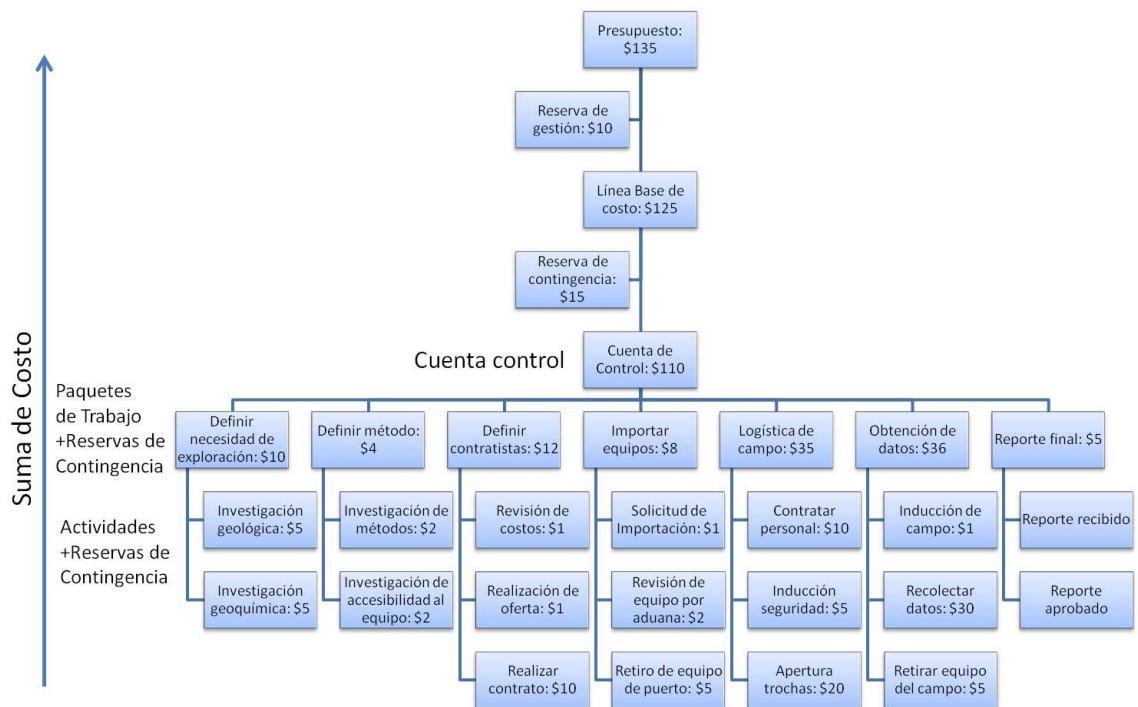 Presupuesto:
$135
Reserva de
gestión: $10
Línea Base de
costo: $125
Reserva de
contingencia:
$15
Cuenta control
Cuenta de
Control: $110
Suma de Costo
Paquetes
de Trabajo
+Reservas de
Contingencia
Definir
necesidad de
exploración: $10
Definir método:
$4
Definir
contratistas: $12
Importar
equipos: $8
Logística de
campo: $35
Obtención de
datos: $36
Reporte final: $5
Actividades
+Reservas de
Contingencia
Investigación
geológica: $5
Investigación
de métodos: $2
Revisión de
costos: $1
Solicitud de
Importación: $1
Contratar
personal: $10
Inducción de
campo: $1
Reporte recibido
Investigación
geoquímica: $5
Investigación de
accesibilidad al
equipo: $2
Realización de
oferta: $1
Revisión de
equipo por
aduana: $2
Inducción
seguridad: $5
Recolectar
datos: $30
Reporte
aprobado
Realizar
contrato: $10
Retiro de equipo
de puerto: $5
Apertura
trochas: $20
Retirar equipo
del campo: $5